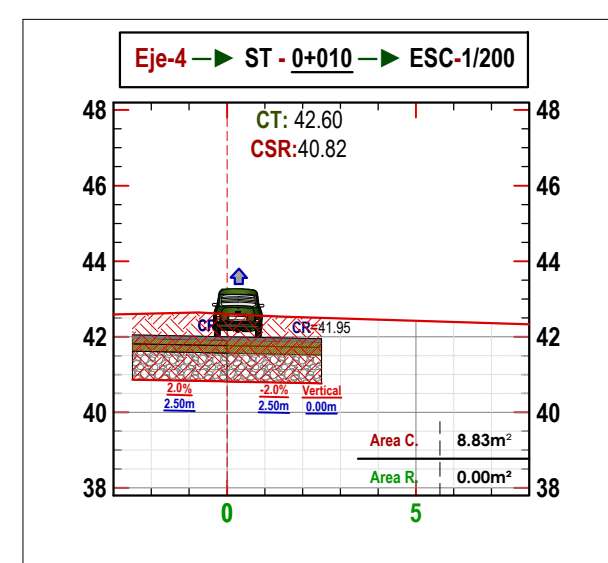 Eje-4 ST - 0+010 ESC-1/200
48 48
CT: 42.60
CSR:40.82
46 46
44 44
CR CR=41.95
42 42
2.0% -2.0% Vertical
2.50m 2.50m 0.00m
40 40
Area C. 8.83m²
Area R. 0.00m²
38 38
0 5